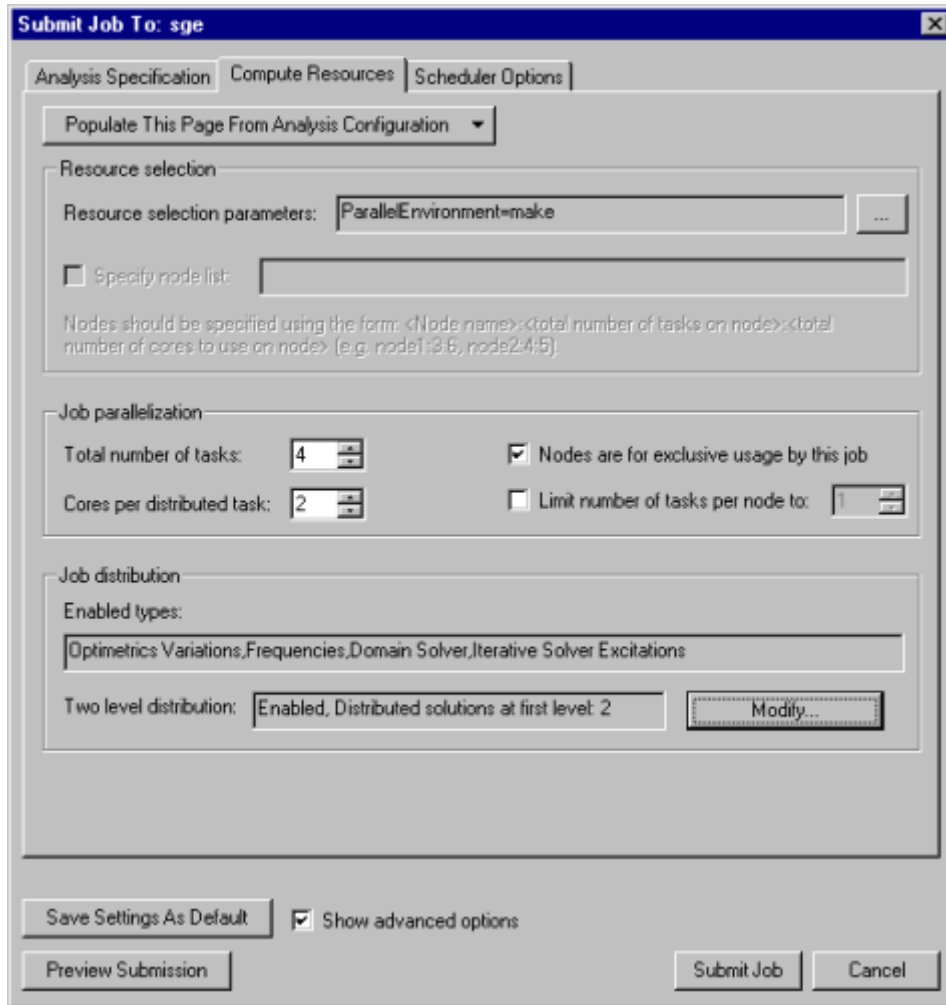 Submit Job To: sge
Analysis Specification Compute Resources Scheduler Options
Populate This Page From Analysis Configuration
Resource selection
Resource selection parameters: ParallelEnvironment=make ...
Specify node list:
Nodes should be specified using the form: <Node name>:<total number of tasks on node>:<total
number of cores to use on node> (e.g. node1:3:6, node2:4:5).
Job parallelization
Total number of tasks: 4 Nodes are for exclusive usage by this job
Cores per distributed task: 2 Limit number of tasks per node to: 1
Job distribution
Enabled types:
Optimetrics Variations,Frequencies,Domain Solver,Iterative Solver Excitations
Two level distribution: Enabled, Distributed solutions at first level: 2 Modify...
Save Settings As Default Show advanced options
Preview Submission Submit Job Cancel